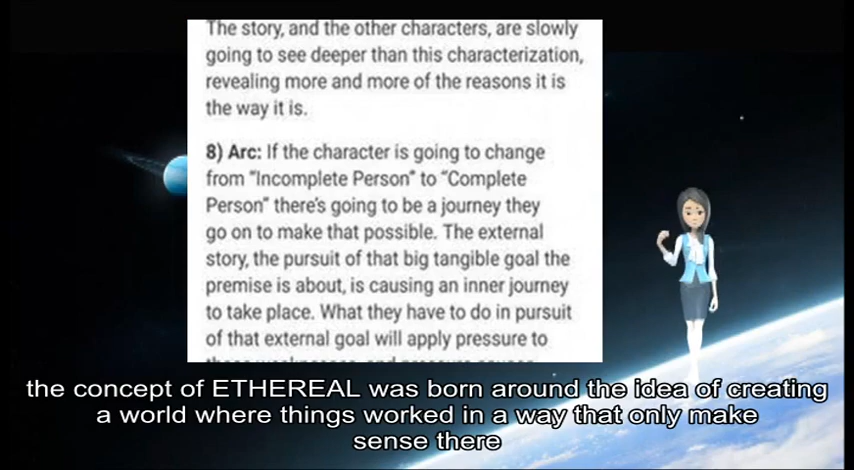 The story, and the other characters, are slowly
going to see deeper than this characterization,
revealing more and more of the reasons it is
the way it is.
8) Arc: If the character is going to change
from "Incomplete Person" to "Complete
Person" there's going to be a journey they
go on to make that possible. The external
story, the pursuit of that big tangible goal the
premise is about, is causing an inner journey
to take place. What they have to do in pursuit
of that external goal will apply pressure to
the concept of ETHEREAL was born around the idea of creating
a world where things worked in a way that only make
sense there